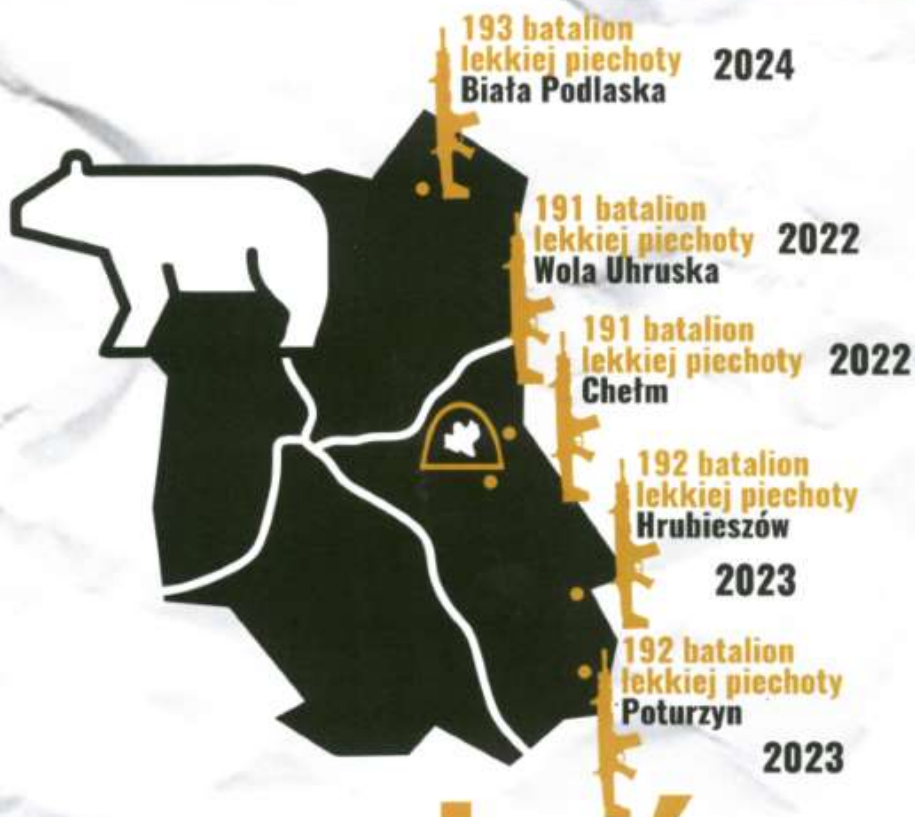 193 batalion
lekkiej piechoty
Biała Podlaska
2024
191 batalion
lekkiej piechoty
Wola Uhruska
2022
191 batalion
lekkiej piechoty
Chełm
2022
192 batalion
lekkiej piechoty
Hrubieszów
2023
192 batalion
lekkiej piechoty
Poturzyn
2023